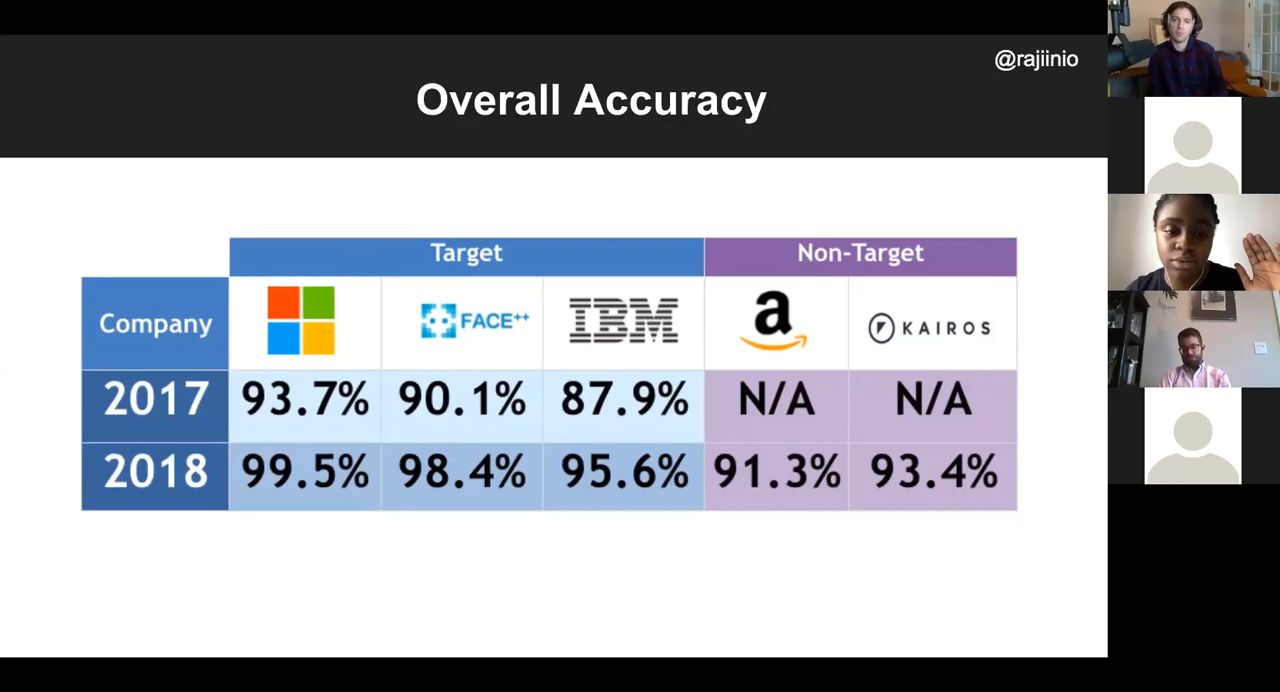 @rajiinio
Overall Accuracy
Target Non-Target
Company FACE++ IBM a KAIROS
2017 93.7% 90.1% 87.9% N/A N/A
2018 99.5% 98.4% 95.6% 91.3% 93.4%